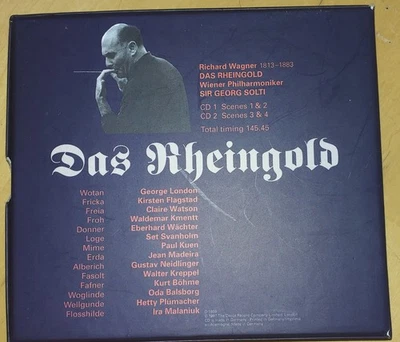 Richard Wagner 1813–1883
DAS RHEINGOLD
Wiener Philharmoniker
SIR GEORG SOLTI
CD 1 Scenes 1 & 2
CD 2 Scenes 3 & 4
Total timing 145.45
Das Rheingold
Wotan George London
Fricka Kirsten Flagstad
Freia Claire Watson
Froh Waldemar Kmentt
Donner Eberhard Wächter
Loge Set Svanholm
Mime Paul Kuen
Erda Jean Madeira
Alberich Gustav Neidlinger
Fasolt Walter Kreppel
Fafner Kurt Böhme
Woglinde Oda Balsborg
Wellgunde Hetty Plümacher
Flosshilde Ira Malaniuk